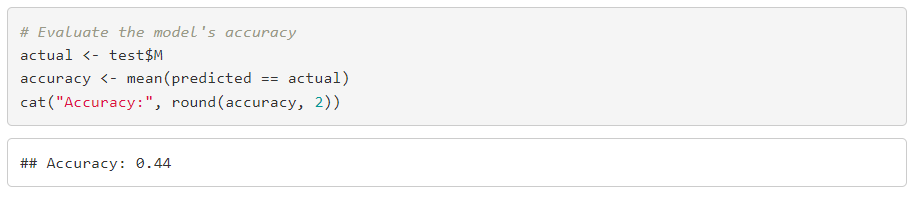 # Evaluate the model's accuracy
actual <- test$M
accuracy <- mean(predicted == actual)
cat("Accuracy:", round(accuracy, 2))
## Accuracy: 0.44